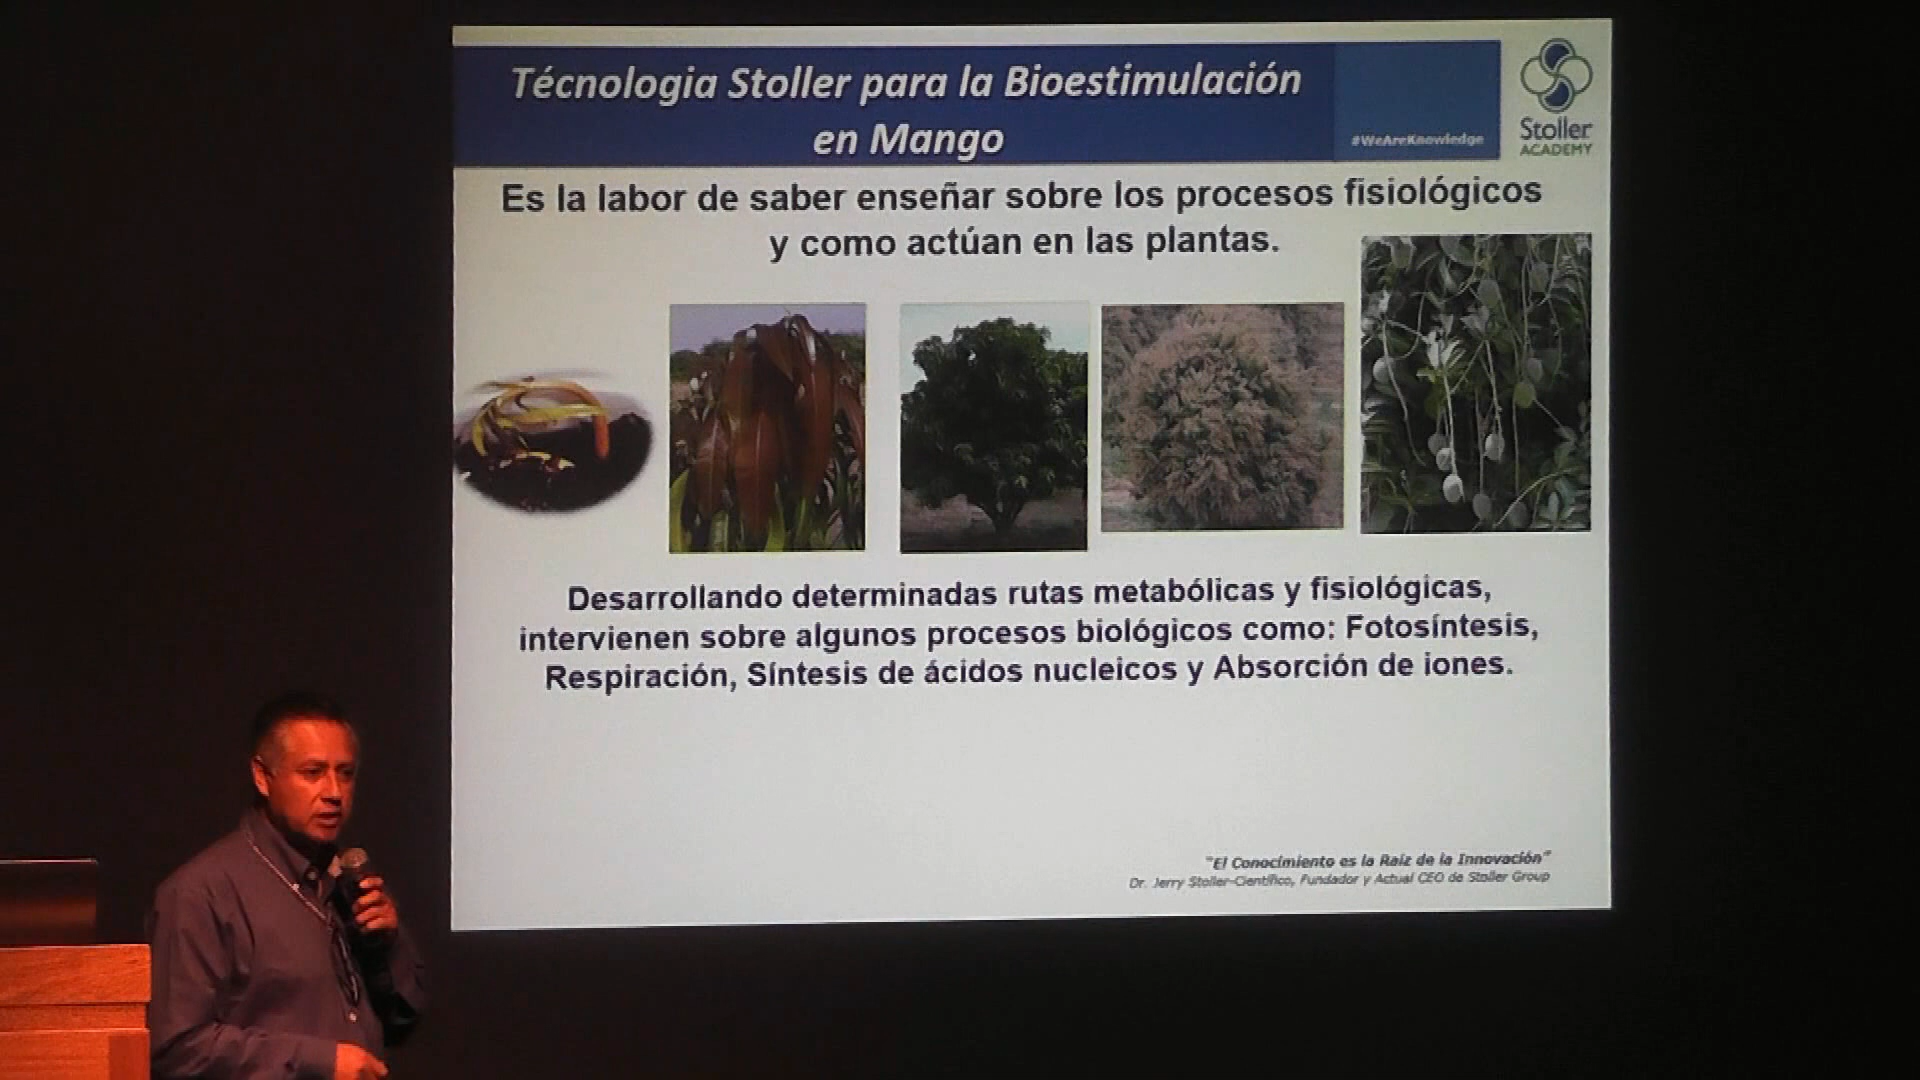 Técnologia Stoller para la Bioestimulación
en Mango
#WeAreKnowledge
Stoller
ACADEMY
Es la labor de saber enseñar sobre los procesos fisiológicos
y como actúan en las plantas.
Desarrollando determinadas rutas metabólicas y fisiológicas,
intervienen sobre algunos procesos biológicos como: Fotosíntesis,
Respiración, Síntesis de ácidos nucleicos y Absorción de iones.
"El Conocimiento es la Raíz de la Innovación"
Dr. Jerry Stoller-Científico, Fundador y Actual CEO de Stoller Group